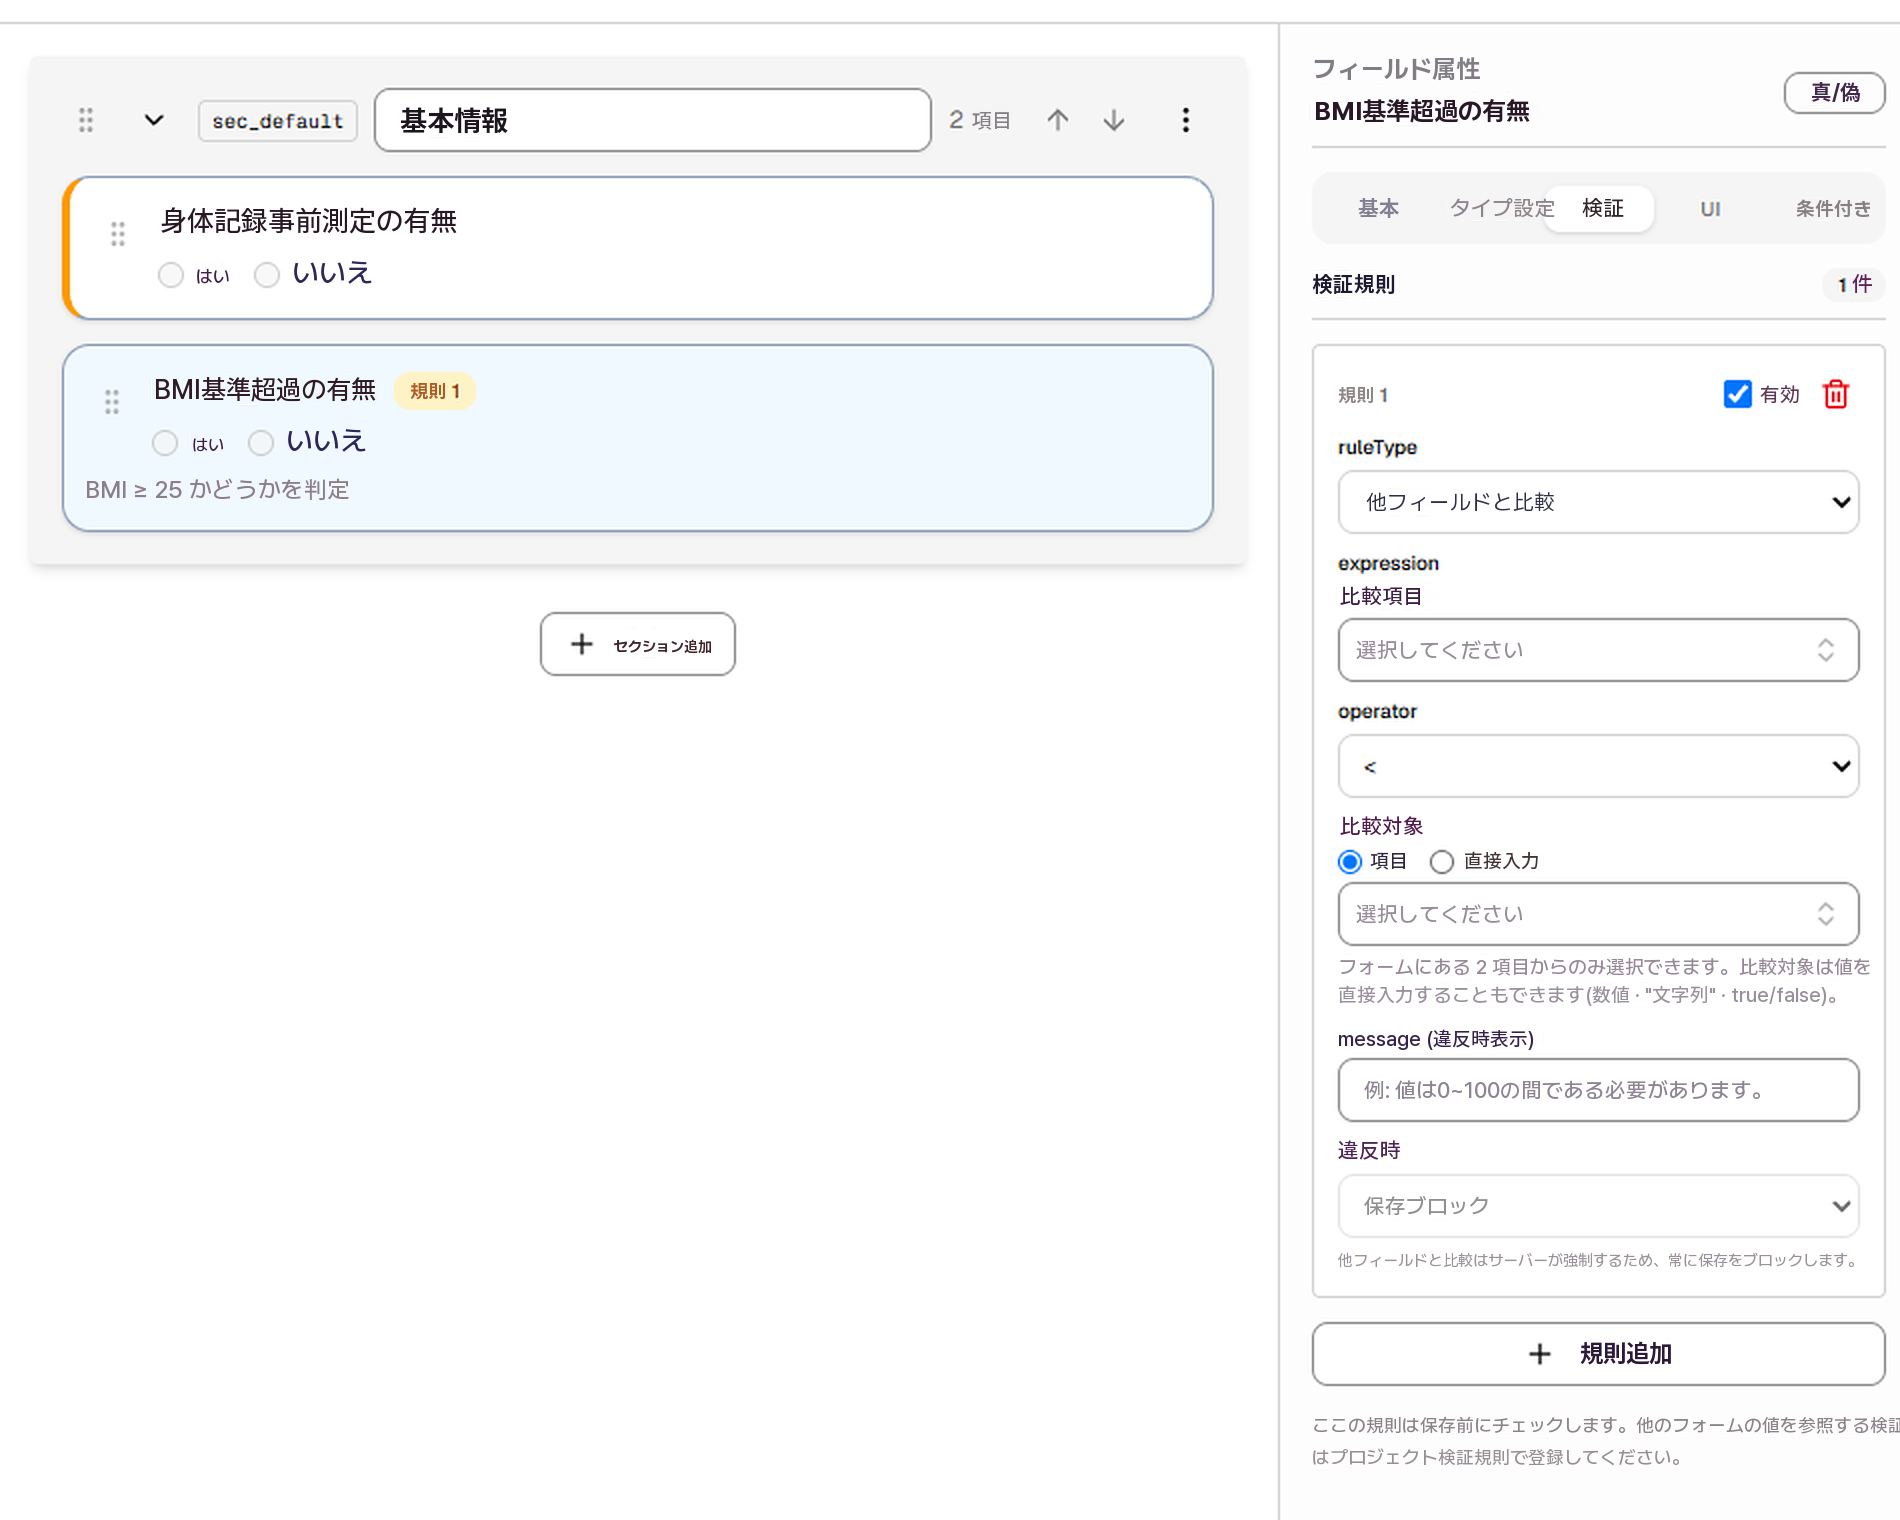 sec_default
基本情報
2 項目
身体記録事前測定の有無
はい
いいえ
BMI基準超過の有無
規則 1
はい
いいえ
BMI ≥ 25 かどうかを判定
セクション追加
フィールド属性
BMI基準超過の有無
真/偽
基本
タイプ設定
検証
UI
条件付き
検証規則
1 件
規則 1
有効
ruleType
他フィールドと比較
expression
比較項目
選択してください
operator
<
比較対象
項目
直接入力
選択してください
フォームにある 2 項目からのみ選択できます。比較対象は値を
直接入力することもできます(数値 · "文字列" · true/false)。
message (違反時表示)
例: 値は0~100の間である必要があります。
違反時
保存ブロック
他フィールドと比較はサーバーが強制するため、常に保存をブロックします。
規則追加
ここの規則は保存前にチェックします。他のフォームの値を参照する検証
はプロジェクト検証規則で登録してください。